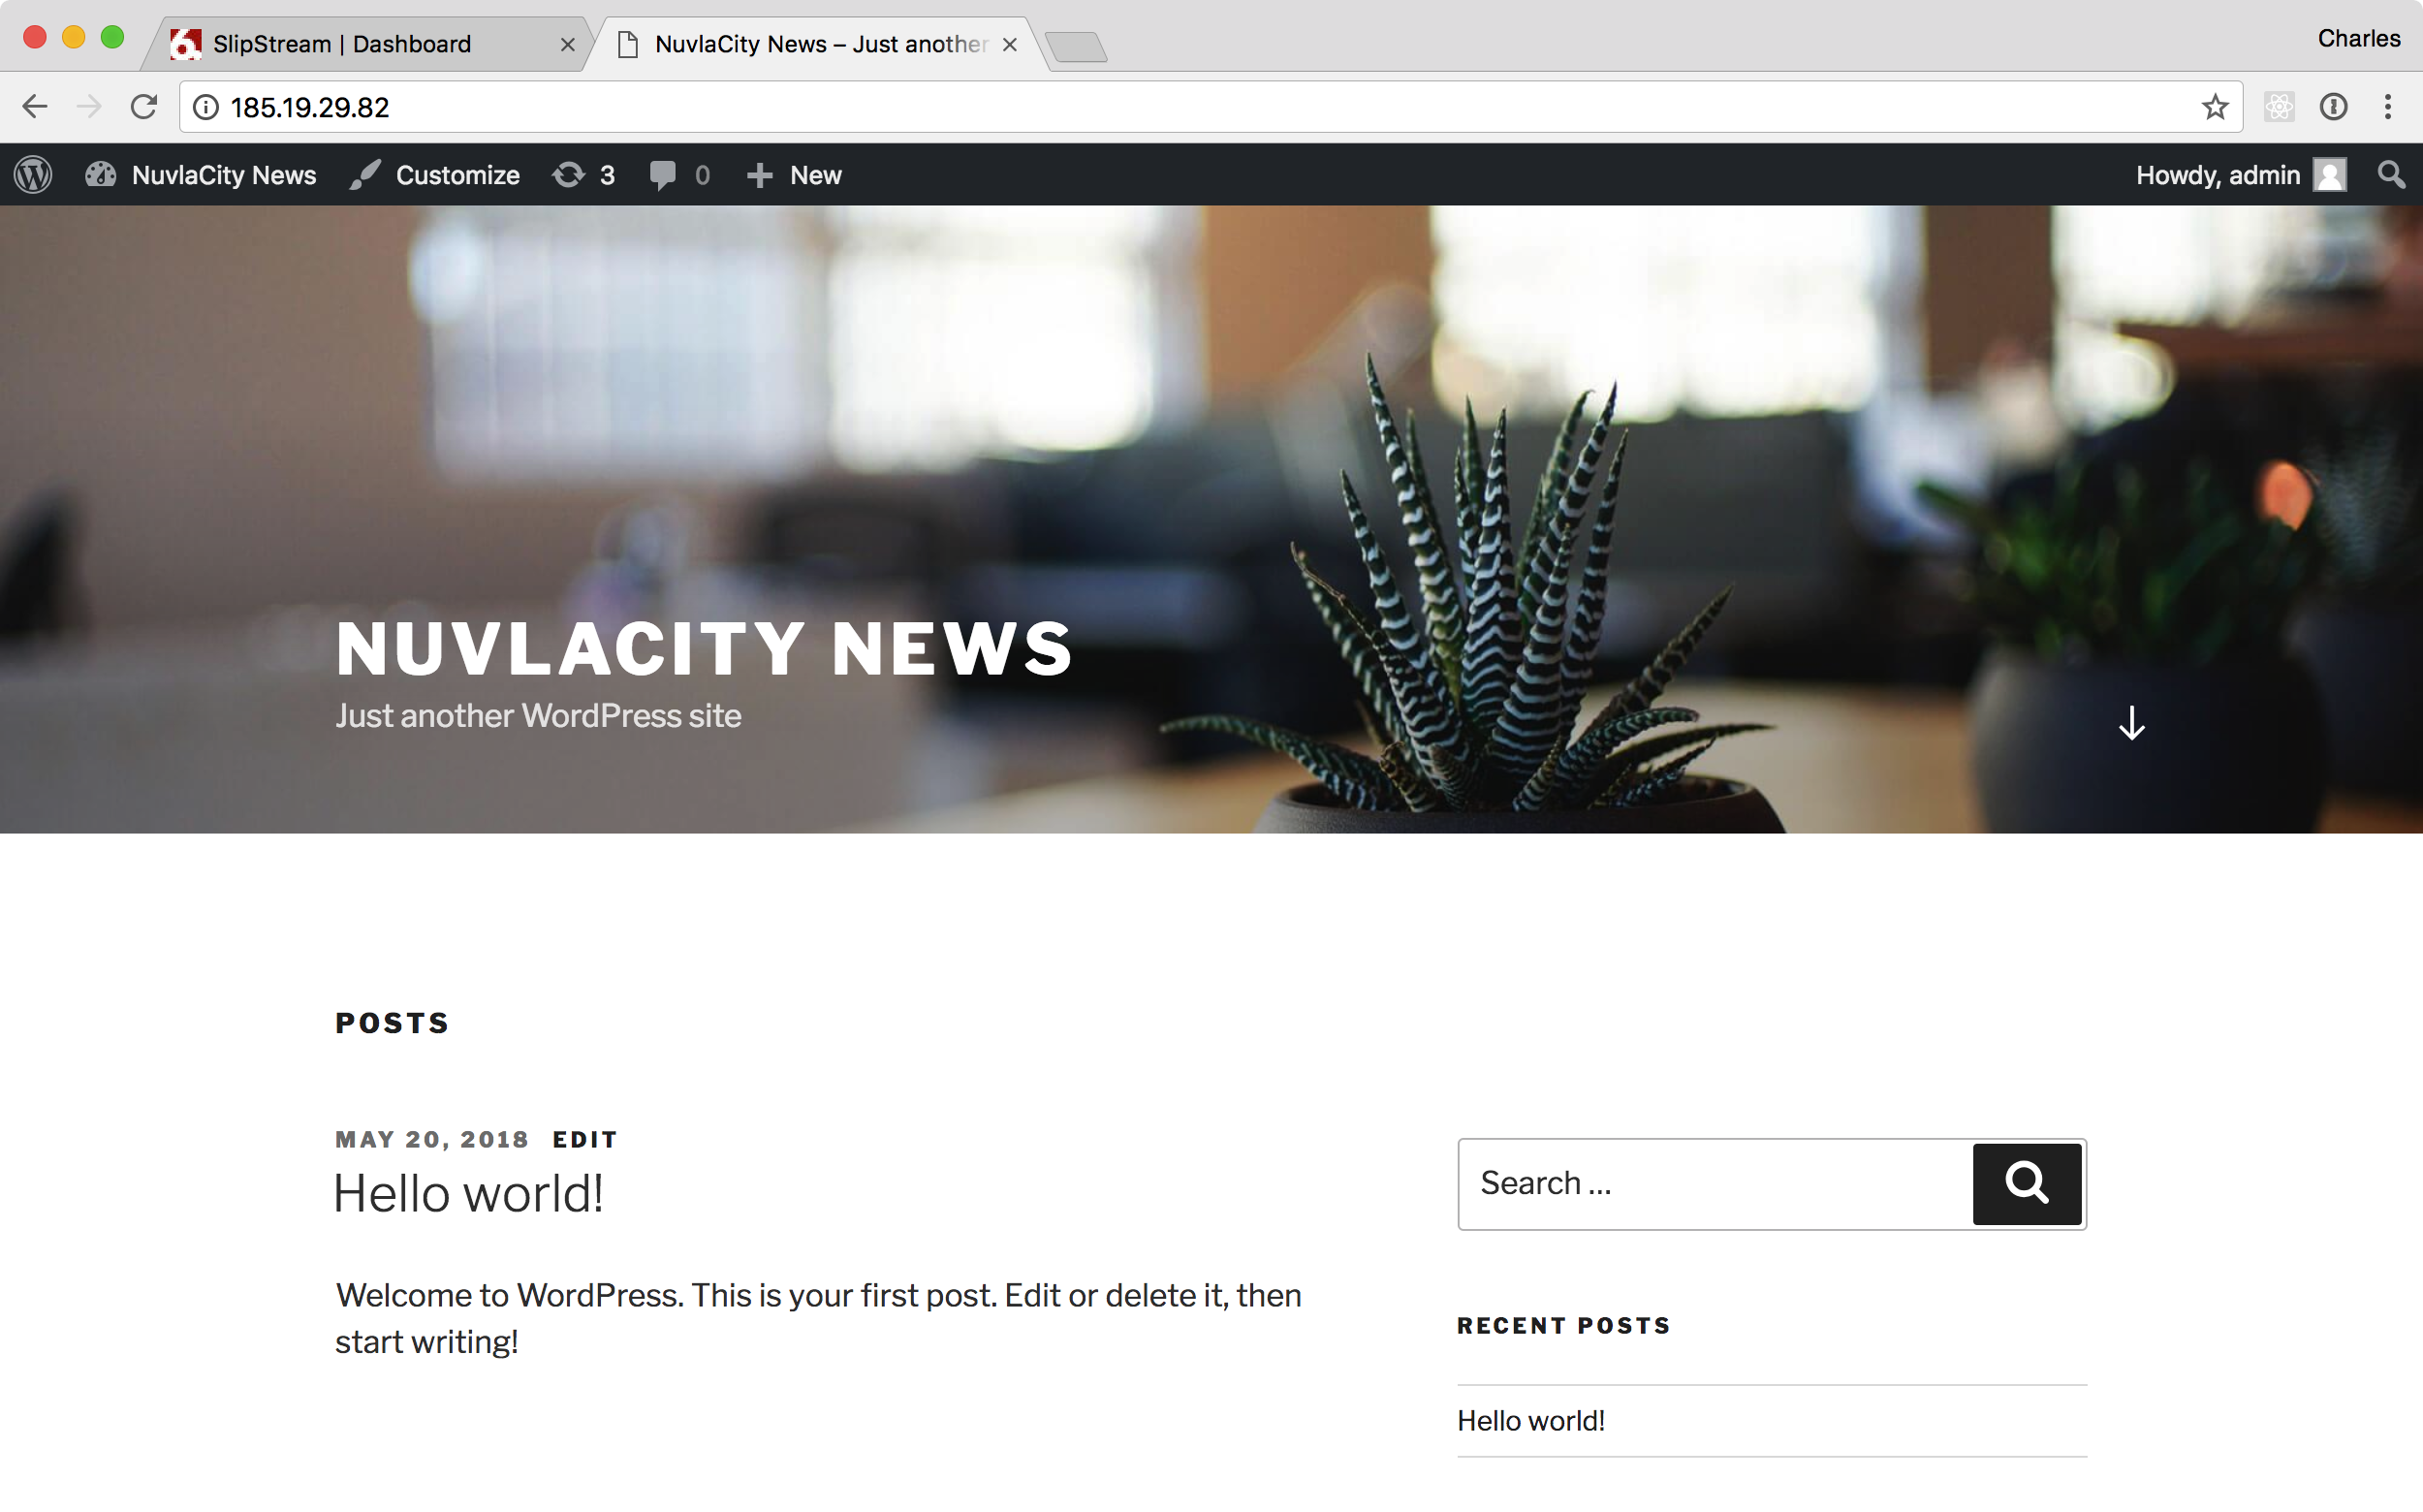 SlipStream | Dashboard
NuvlaCity News – Just another
Charles
185.19.29.82
NuvlaCity News
Customize
3
0
New
Howdy, admin
NUVLACITY NEWS
Just another WordPress site
POSTS
MAY 20, 2018 EDIT
Hello world!
Welcome to WordPress. This is your first post. Edit or delete it, then
start writing!
Search ...
RECENT POSTS
Hello world!